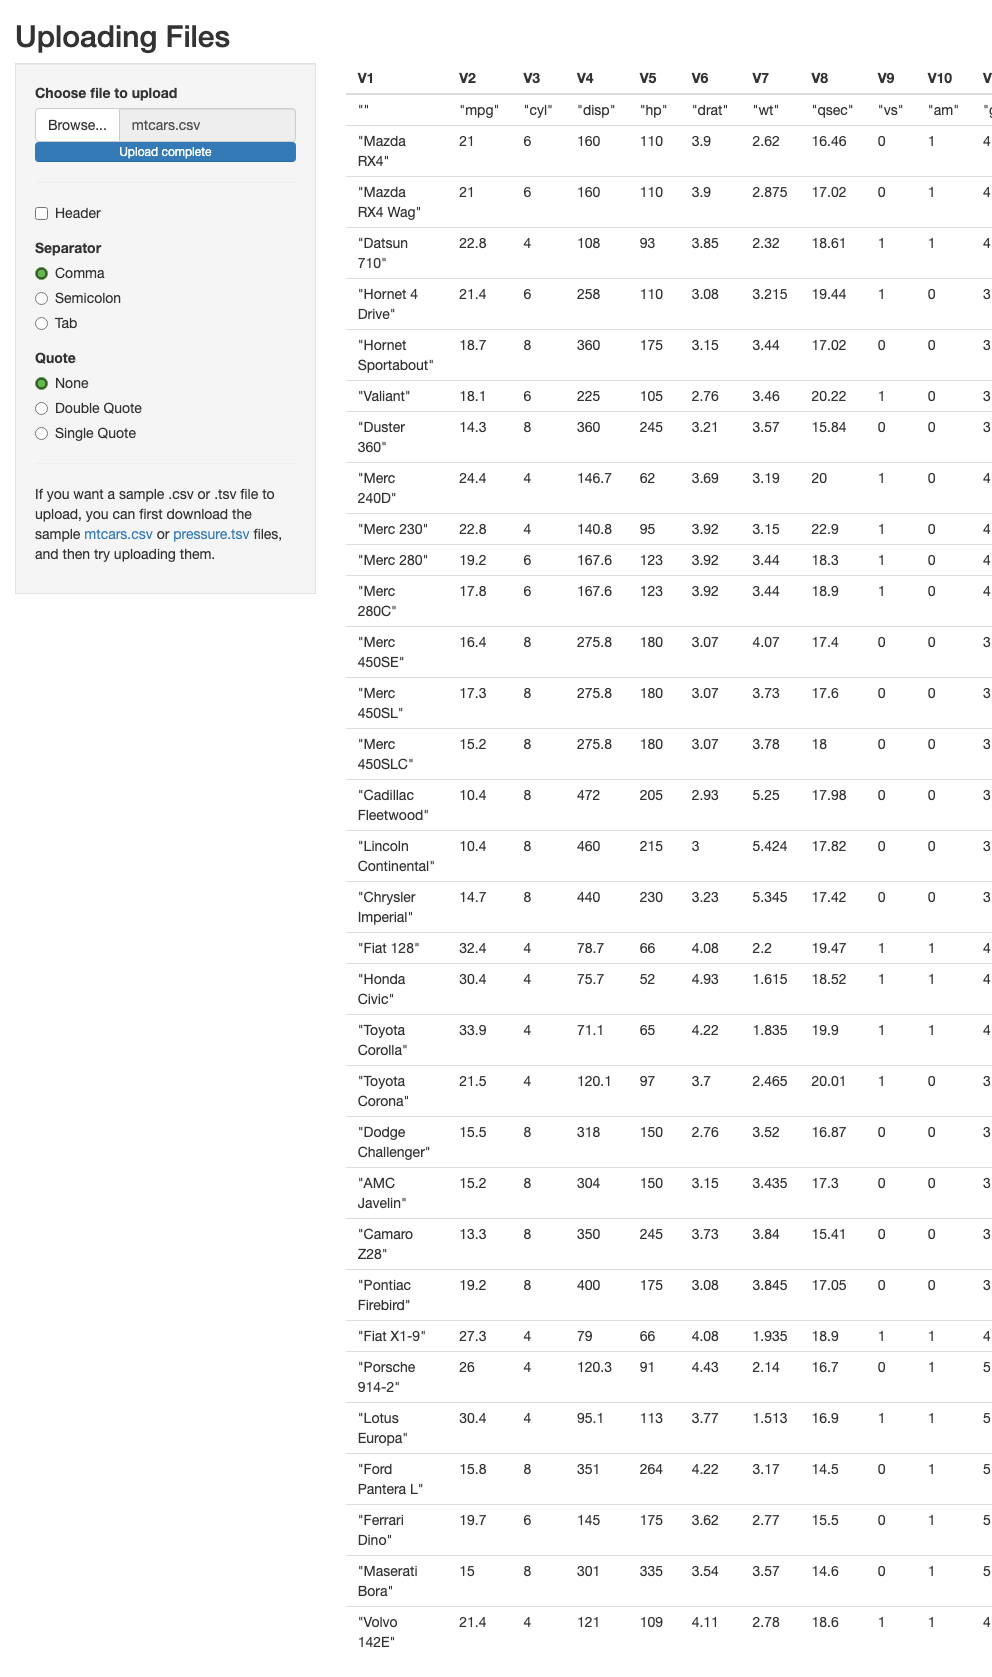 Uploading Files
Choose file to upload
Browse... mtcars.csv
Upload complete
Header
Separator
Comma
Semicolon
Tab
Quote
None
Double Quote
Single Quote
If you want a sample .csv or .tsv file to
upload, you can first download the
sample mtcars.csv or pressure.tsv files,
and then try uploading them.
V1 V2 V3 V4 V5 V6 V7 V8 V9 V10 V
"" "mpg" "cyl" "disp" "hp" "drat" "wt" "qsec" "vs" "am"
"Mazda 21 6 160 110 3.9 2.62 16.46 0 1 4
RX4"
"Mazda 21 6 160 110 3.9 2.875 17.02 0 1 4
RX4 Wag"
"Datsun 22.8 4 108 93 3.85 2.32 18.61 1 1 4
710"
"Hornet 4 21.4 6 258 110 3.08 3.215 19.44 1 0 3
Drive"
"Hornet 18.7 8 360 175 3.15 3.44 17.02 0 0 3
Sportabout"
"Valiant" 18.1 6 225 105 2.76 3.46 20.22 1 0 3
"Duster 14.3 8 360 245 3.21 3.57 15.84 0 0 3
360"
"Merc 24.4 4 146.7 62 3.69 3.19 20 1 0 4
240D"
"Merc 230" 22.8 4 140.8 95 3.92 3.15 22.9 1 0 4
"Merc 280" 19.2 6 167.6 123 3.92 3.44 18.3 1 0 4
"Merc 17.8 6 167.6 123 3.92 3.44 18.9 1 0 4
280C"
"Merc 16.4 8 275.8 180 3.07 4.07 17.4 0 0 3
450SE"
"Merc 17.3 8 275.8 180 3.07 3.73 17.6 0 0 3
450SL"
"Merc 15.2 8 275.8 180 3.07 3.78 18 0 0 3
450SLC"
"Cadillac 10.4 8 472 205 2.93 5.25 17.98 0 0 3
Fleetwood"
"Lincoln 10.4 8 460 215 3 5.424 17.82 0 0 3
Continental"
"Chrysler 14.7 8 440 230 3.23 5.345 17.42 0 0 3
Imperial"
"Fiat 128" 32.4 4 78.7 66 4.08 2.2 19.47 1 1 4
"Honda 30.4 4 75.7 52 4.93 1.615 18.52 1 1 4
Civic"
"Toyota 33.9 4 71.1 65 4.22 1.835 19.9 1 1 4
Corolla"
"Toyota 21.5 4 120.1 97 3.7 2.465 20.01 1 0 3
Corona"
"Dodge 15.5 8 318 150 2.76 3.52 16.87 0 0 3
Challenger"
"AMC 15.2 8 304 150 3.15 3.435 17.3 0 0 3
Javelin"
"Camaro 13.3 8 350 245 3.73 3.84 15.41 0 0 3
Z28"
"Pontiac 19.2 8 400 175 3.08 3.845 17.05 0 0 3
Firebird"
"Fiat X1-9" 27.3 4 79 66 4.08 1.935 18.9 1 1 4
"Porsche 26 4 120.3 91 4.43 2.14 16.7 0 1 5
914-2"
"Lotus 30.4 4 95.1 113 3.77 1.513 16.9 1 1 5
Europa"
"Ford 15.8 8 351 264 4.22 3.17 14.5 0 1 5
Pantera L"
"Ferrari 19.7 6 145 175 3.62 2.77 15.5 0 1 5
Dino"
"Maserati 15 8 301 335 3.54 3.57 14.6 0 1 5
Bora"
"Volvo 21.4 4 121 109 4.11 2.78 18.6 1 1 4
142E"